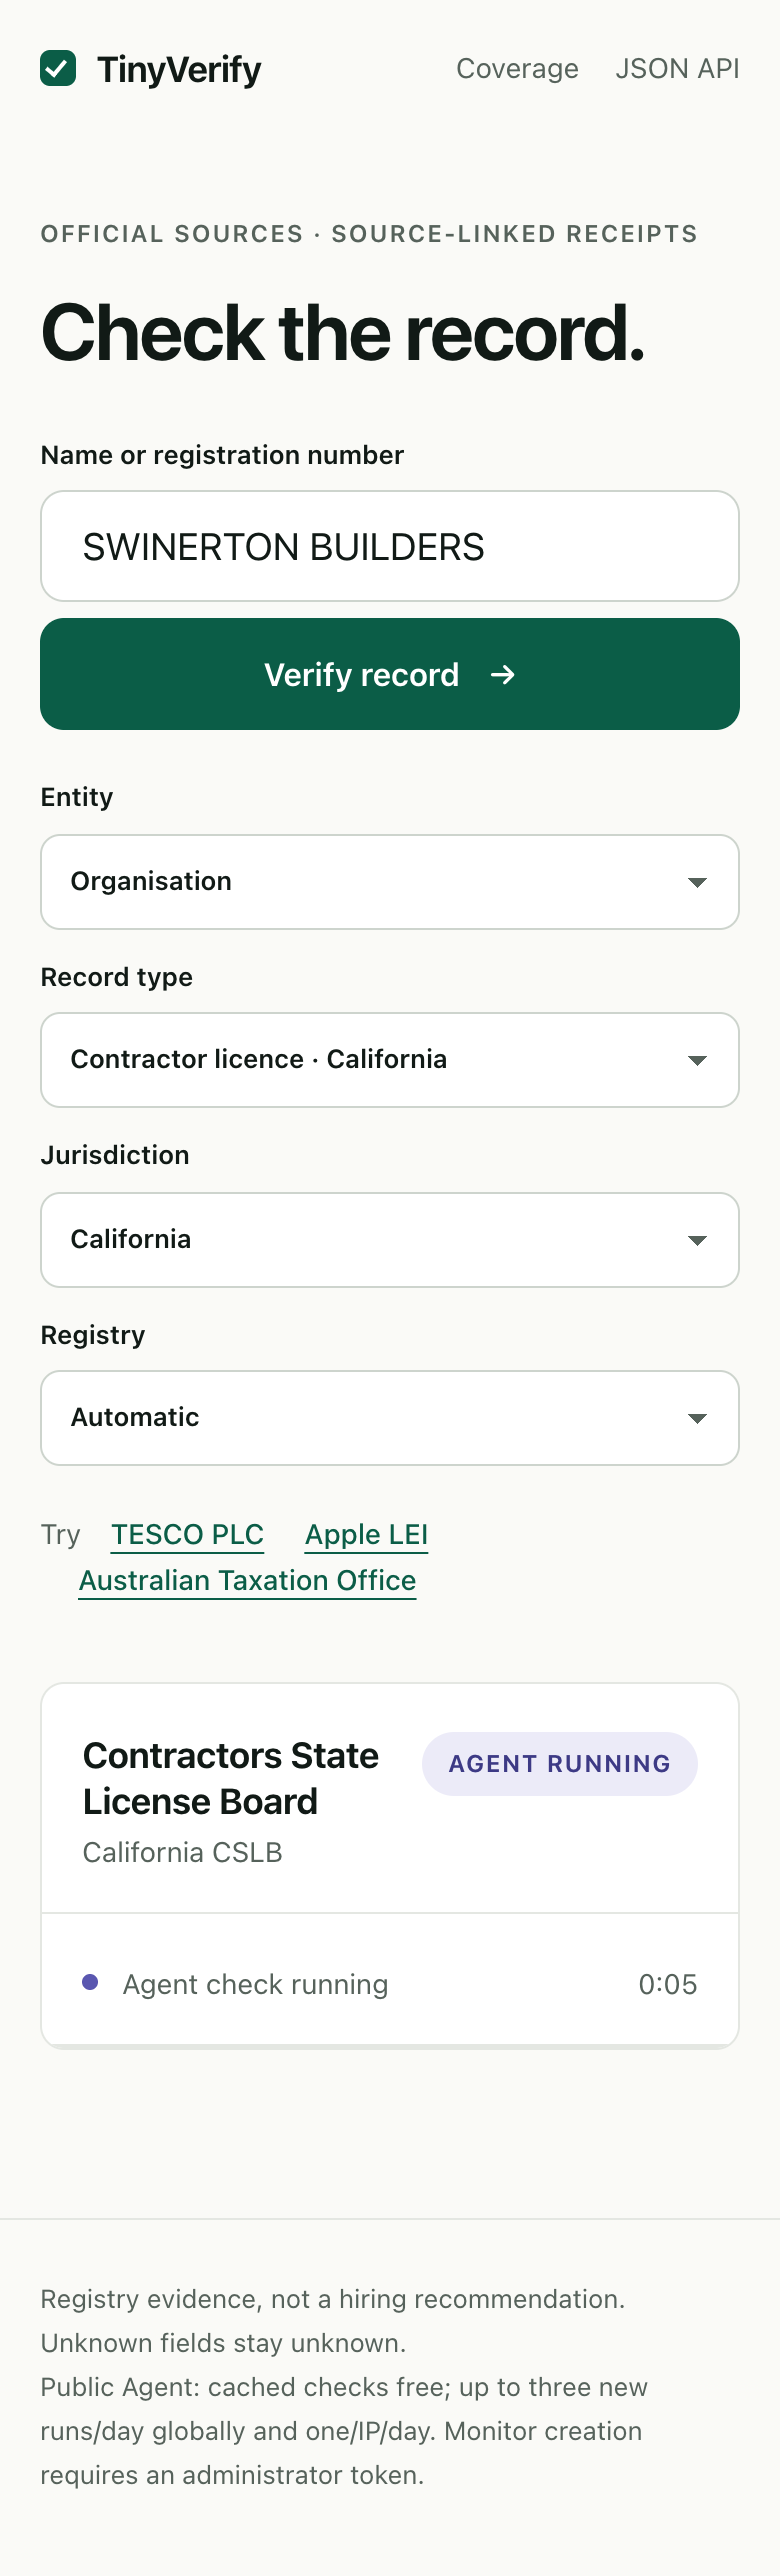 TinyVerify
Coverage JSON API
OFFICIAL SOURCES · SOURCE-LINKED RECEIPTS
Check the record.
Name or registration number
SWINERTON BUILDERS
Verify record →
Entity
Organisation
Record type
Contractor licence · California
Jurisdiction
California
Registry
Automatic
Try TESCO PLC Apple LEI
Australian Taxation Office
Contractors State
License Board
AGENT RUNNING
California CSLB
Agent check running 0:05
Registry evidence, not a hiring recommendation.
Unknown fields stay unknown.
Public Agent: cached checks free; up to three new
runs/day globally and one/IP/day. Monitor creation
requires an administrator token.